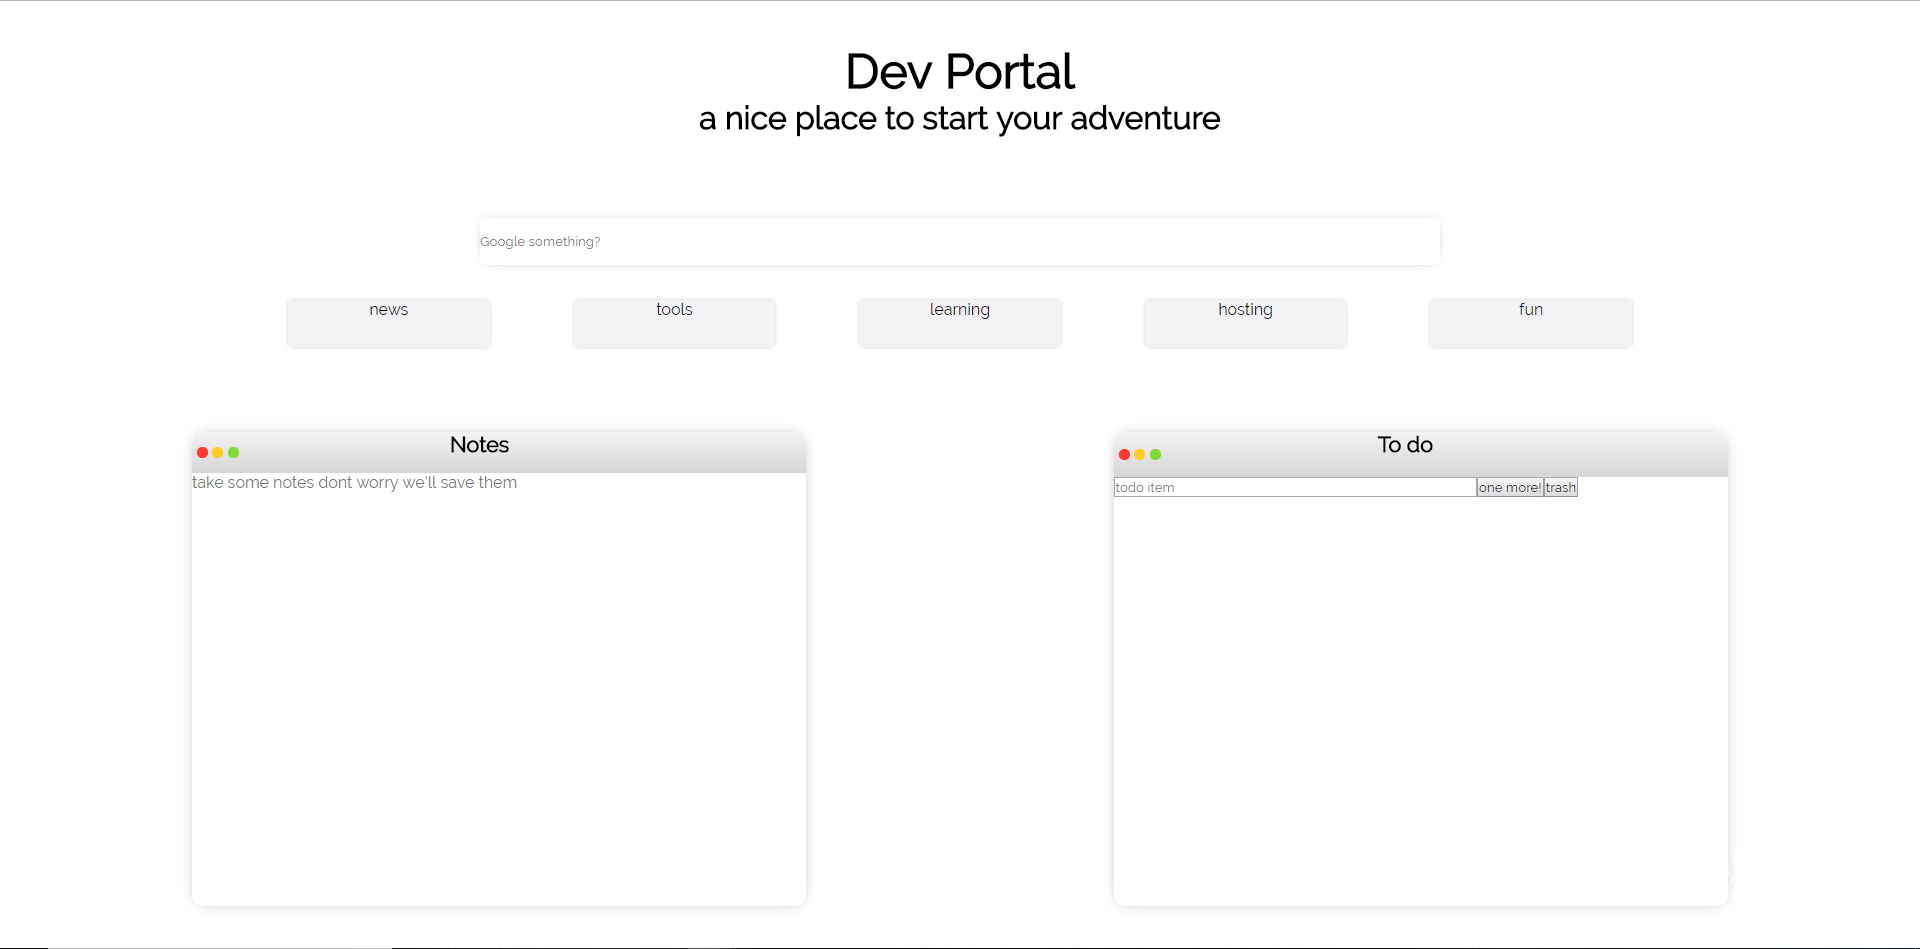 Dev Portal
a nice place to start your adventure
Google something?
news tools learning hosting fun
Notes
take some notes dont worry we'll save them
To do
todo item one more! trash